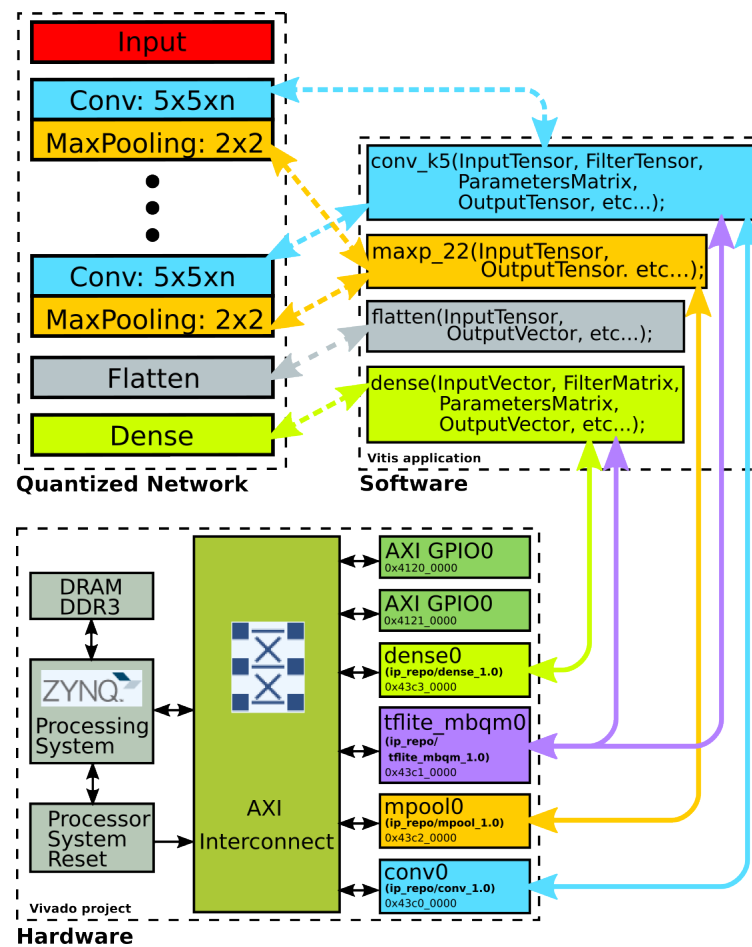 Input
Conv: 5x5xn
MaxPooling: 2x2
Conv: 5x5xn
MaxPooling: 2x2
Flatten
Dense
Quantized Network
conv_k5(InputTensor, FilterTensor,
ParametersMatrix,
OutputTensor, etc...);
maxp_22(InputTensor,
OutputTensor. etc...);
flatten(InputTensor,
OutputVector, etc...);
dense(InputVector, FilterMatrix,
ParametersMatrix,
OutputVector, etc...);
Vitis application
Software
DRAM
DDR3
ZYNQ
Processing
System
Processor
System
Reset
AXI
Interconnect
AXI GPIO0
0x4120_0000
AXI GPIO0
0x4121_0000
dense0
(ip_repo/dense_1.0)
0x43c3_0000
tflite_mbqm0
(ip_repo/
tflite_mbqm_1.0)
0x43c1_0000
mpool0
(ip_repo/mpool_1.0)
0x43c2_0000
conv0
(ip_repo/conv_1.0)
0x43c0_0000
Vivado project
Hardware